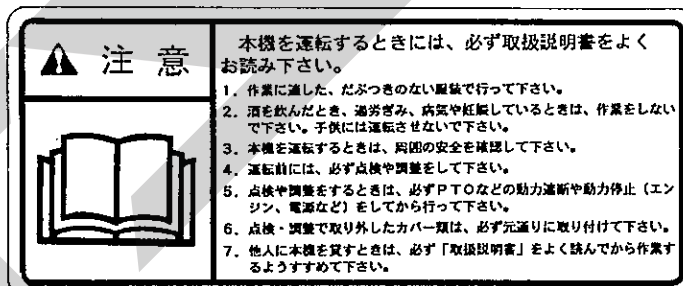 注 意
本機を運転するときには、必ず取扱説明書をよく
お読み下さい。
1．作業に適した、だぶつきのない服装で行って下さい。
2．酒を飲んだとき、過労ぎみ、病気や妊娠しているときは、作業をしない
で下さい。子供には運転させないで下さい。
3．本機を運転するときは、周囲の安全を確認して下さい。
4．運転前には、必ず点検や調整をして下さい。
5．点検や調整をするときは、必ずPTOなどの動力遮断や動力停止（エン
ジン、電源など）をしてから行って下さい。
6．点検・調整で取り外したカバー類は、必ず元通りに取り付けて下さい。
7．他人に本機を貸すときは、必ず「取扱説明書」をよく読んでから作業す
るようすすめて下さい。